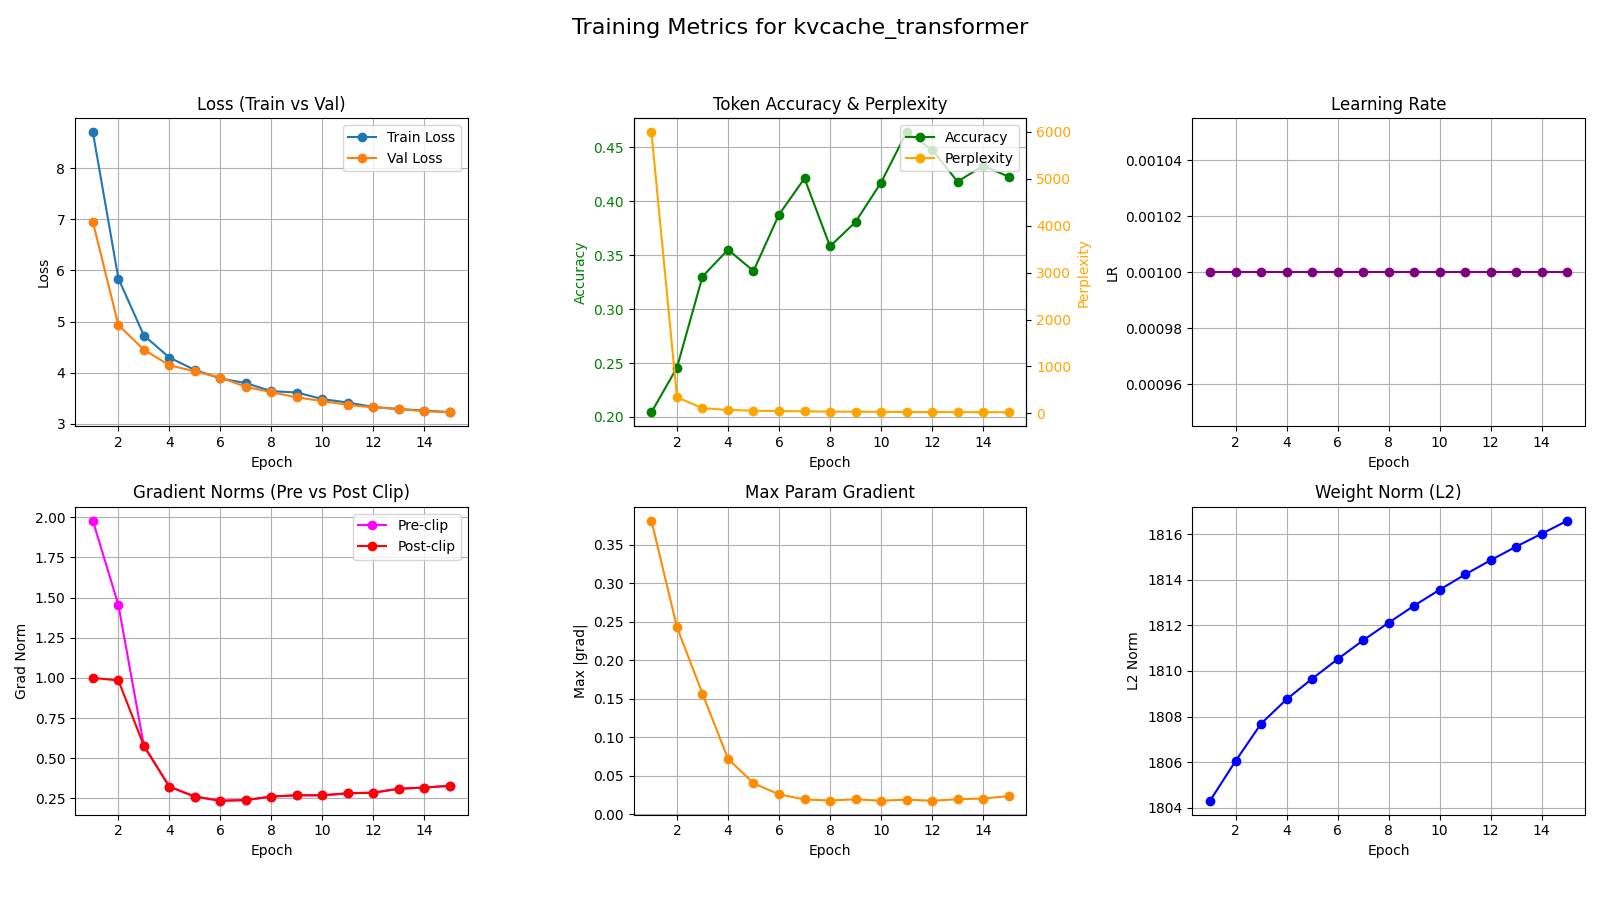 Training Metrics for kvcache_transformer
Loss (Train vs Val)
Train Loss
Val Loss
8
7
6
5
4
3
2 4 6 8 10 12 14
Loss
Epoch
Token Accuracy & Perplexity
Accuracy
Perplexity
0.45
0.40
0.35
0.30
0.25
0.20
Accuracy
6000
5000
4000
3000
2000
1000
0
Perplexity
2 4 6 8 10 12 14
Epoch
Learning Rate
0.00104
0.00102
0.00100
0.00098
0.00096
LR
2 4 6 8 10 12 14
Epoch
Gradient Norms (Pre vs Post Clip)
Pre-clip
Post-clip
2.00
1.75
1.50
1.25
1.00
0.75
0.50
0.25
Grad Norm
2 4 6 8 10 12 14
Epoch
Max Param Gradient
0.35
0.30
0.25
0.20
0.15
0.10
0.05
0.00
Max |grad|
2 4 6 8 10 12 14
Epoch
Weight Norm (L2)
1816
1814
1812
1810
1808
1806
1804
L2 Norm
2 4 6 8 10 12 14
Epoch